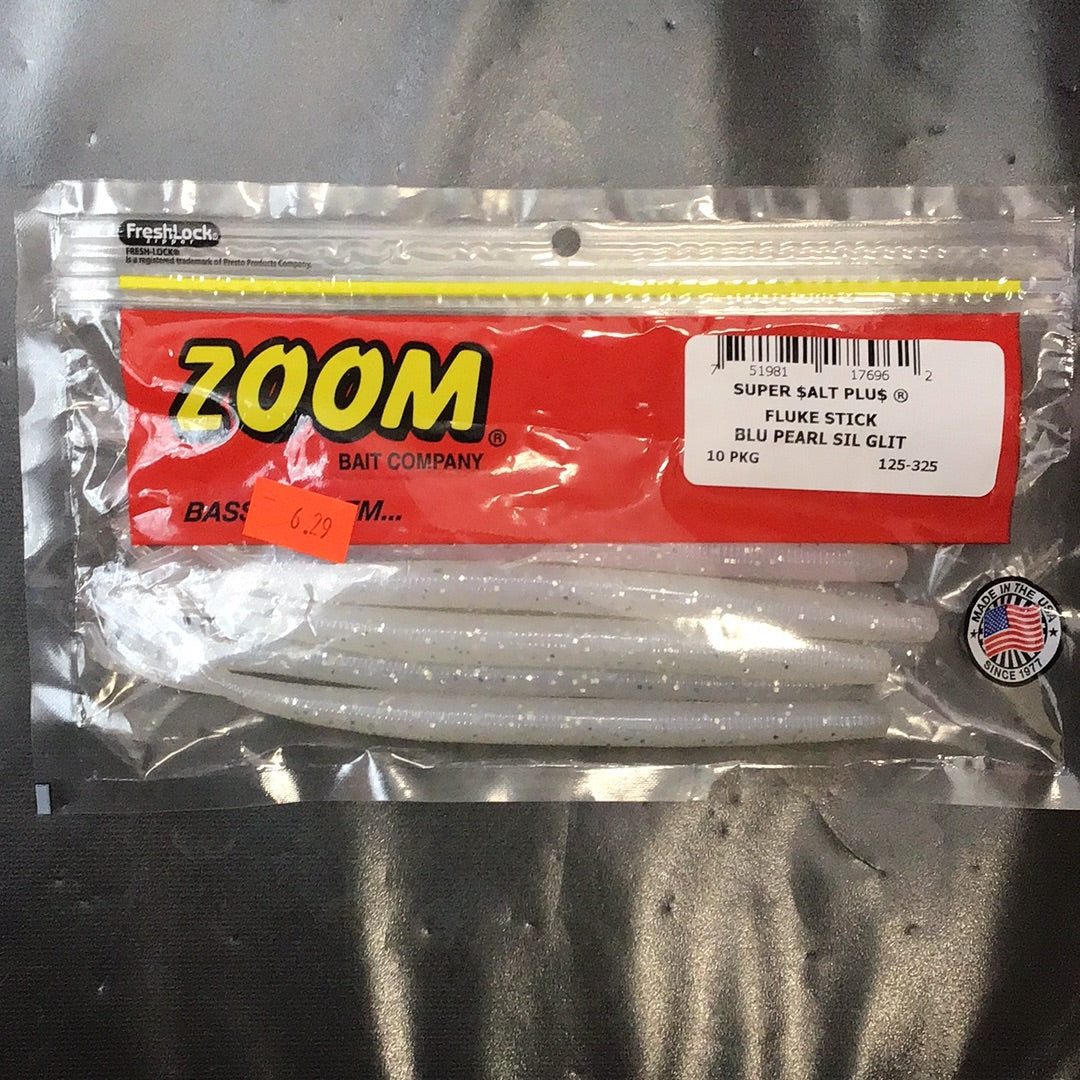 FreshLock®
zipper
FRESH-LOCK®
is a registered trademark of Presto Products Company.
ZOOM®
BAIT COMPANY
BASS
M...
6.29
7 51981 17696 2
SUPER $ALT PLU$ ®
FLUKE STICK
BLU PEARL SIL GLIT
10 PKG 125-325
MADE IN THE USA
SINCE 1977